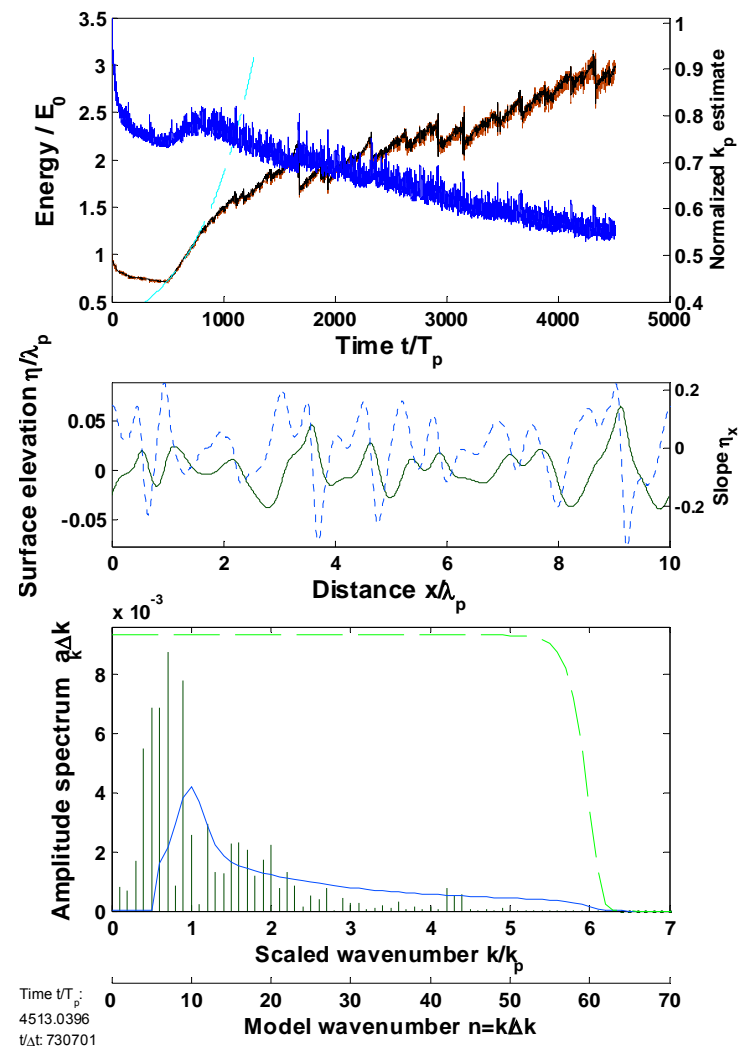 Energy / E0
3.5
3
2.5
2
1.5
1
0.5
0 1000 2000 3000 4000 5000
Time t/Tp
1
0.9
0.8
0.7
0.6
0.5
0.4
Normalized kp estimate
Surface elevation η/λp
0.05
0
-0.05
0 2 4 6 8 10
Distance x/λp
0.2
0
-0.2
Slope ηx
x 10-3
Amplitude spectrum akΔk
8
6
4
2
0
0 1 2 3 4 5 6 7
Scaled wavenumber k/kp
0 10 20 30 40 50 60 70
Model wavenumber n=k/Δk
Time t/Tp:
4513.0396
t/Δt: 730701